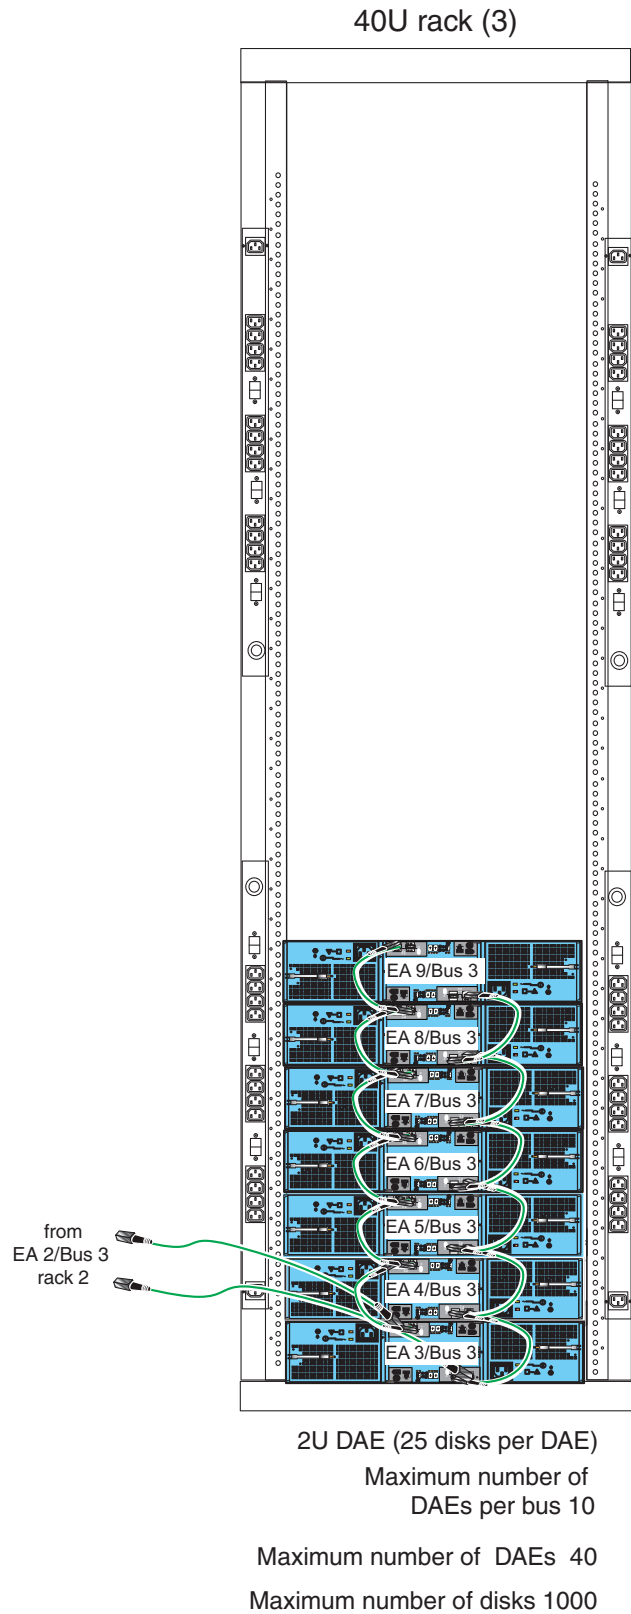 40U rack (3)
EA 9/Bus 3
EA 8/Bus 3
EA 7/Bus 3
EA 6/Bus 3
EA 5/Bus 3
EA 4/Bus 3
EA 3/Bus 3
from
EA 2/Bus 3
rack 2
2U DAE (25 disks per DAE)
Maximum number of
DAEs per bus 10
Maximum number of DAEs 40
Maximum number of disks 1000